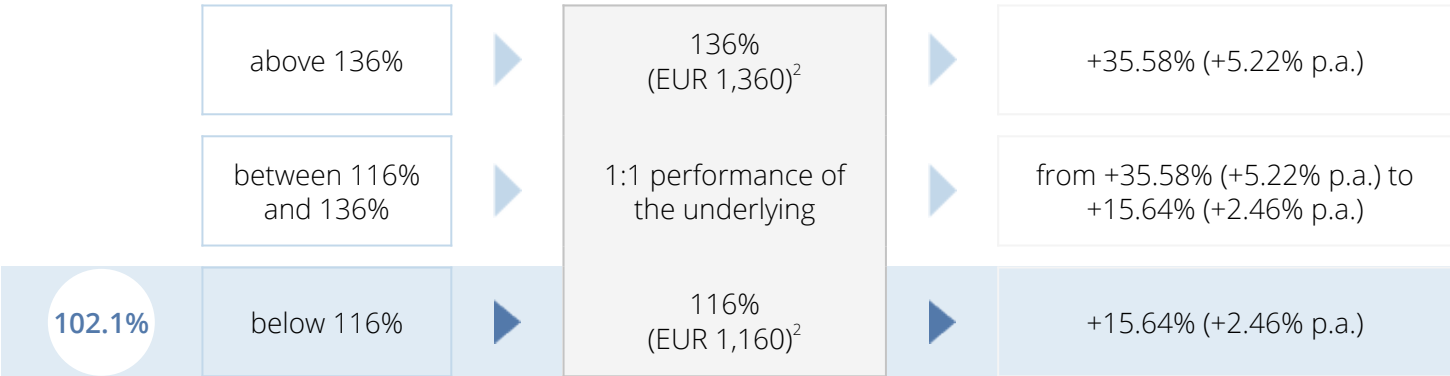 above 136%
136%
(EUR 1,360)²
+35.58% (+5.22% p.a.)
between 116%
and 136%
1:1 performance of
the underlying
from +35.58% (+5.22% p.a.) to
+15.64% (+2.46% p.a.)
102.1%
below 116%
116%
(EUR 1,160)²
+15.64% (+2.46% p.a.)